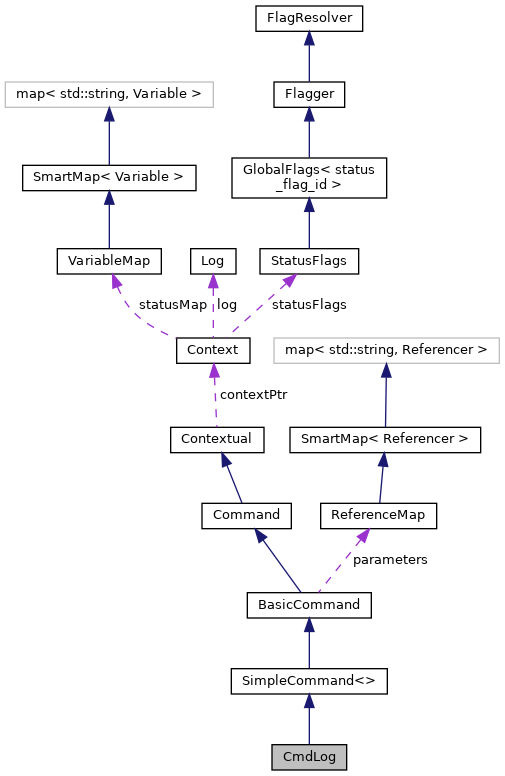 FlagResolver
map< std::string, Variable >
Flagger
SmartMap< Variable >
GlobalFlags< status
_flag_id >
VariableMap
Log
StatusFlags
statusMap
log
statusFlags
Context
map< std::string, Referencer >
contextPtr
Contextual
SmartMap< Referencer >
Command
ReferenceMap
parameters
BasicCommand
SimpleCommand<>
CmdLog